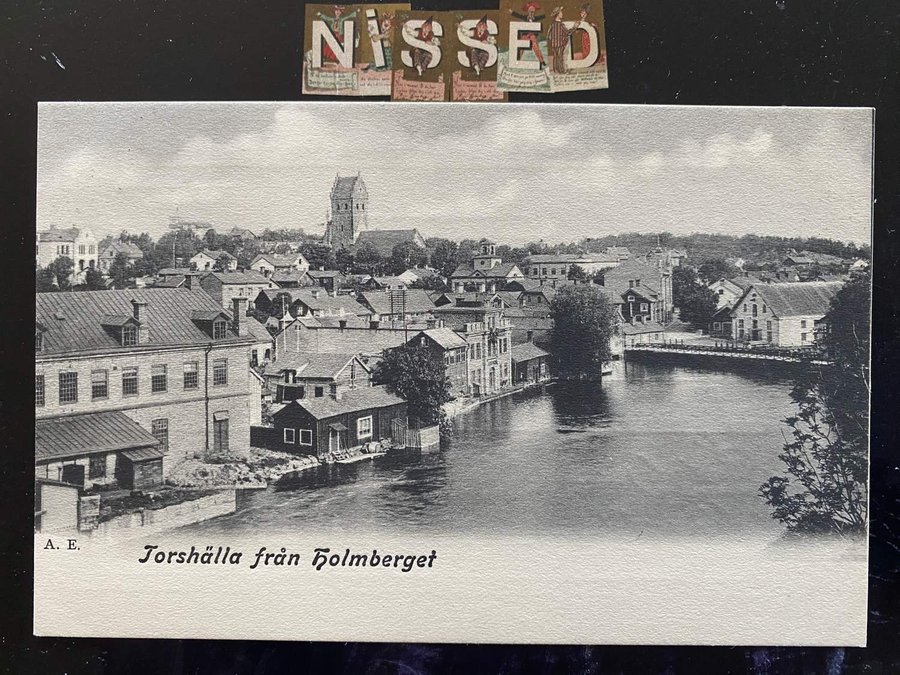 NiSSED
A. E.
Torshälla från Holmberget